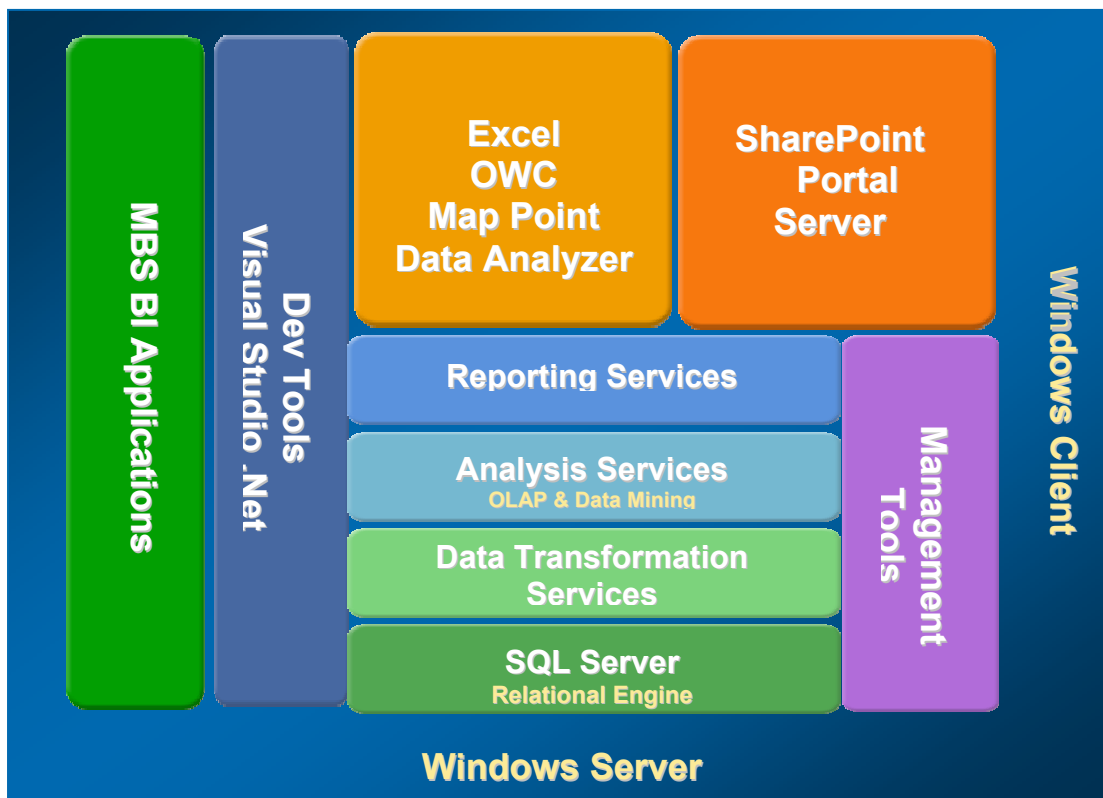 MBS BI Applications
Dev Tools
Visual Studio .Net
Excel
OWC
Map Point
Data Analyzer
SharePoint
Portal
Server
Reporting Services
Analysis Services
OLAP & Data Mining
Data Transformation
Services
SQL Server
Relational Engine
Management
Tools
Windows Client
Windows Server